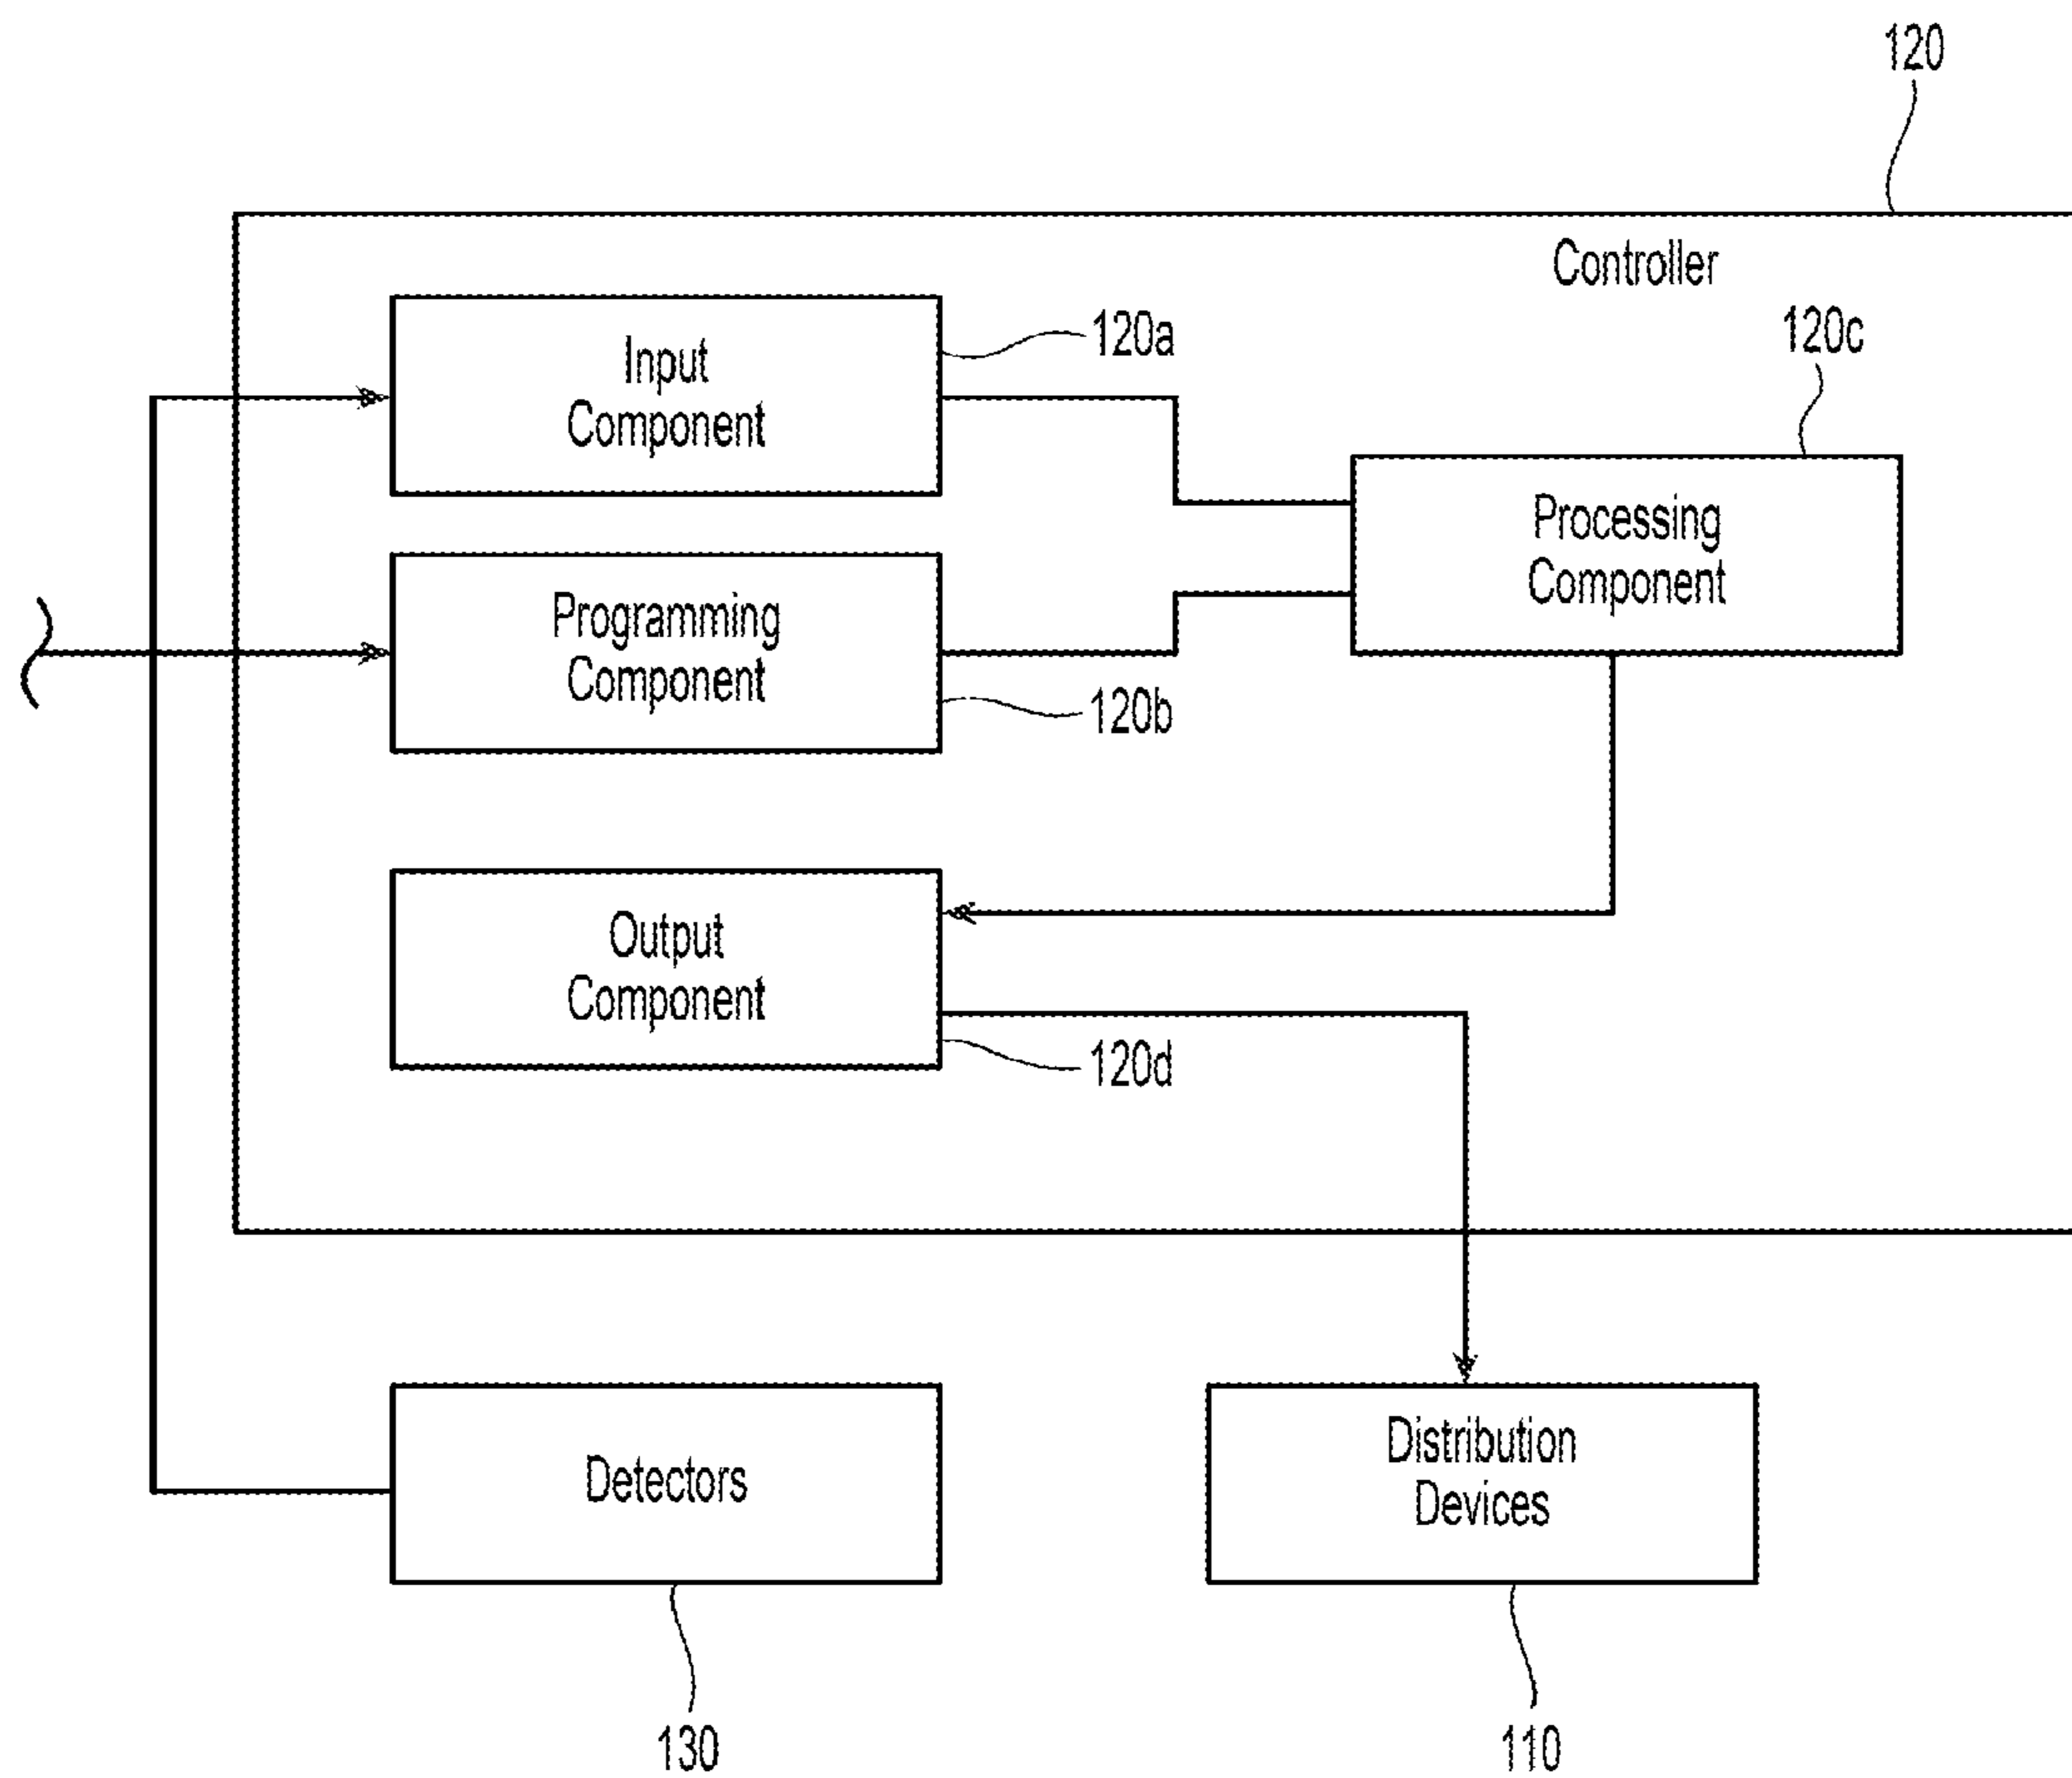 120
Controller
Input
Component
120a
120c
Processing
Component
Programming
Component
120b
Output
Component
120d
Detectors
Distribution
Devices
130
110